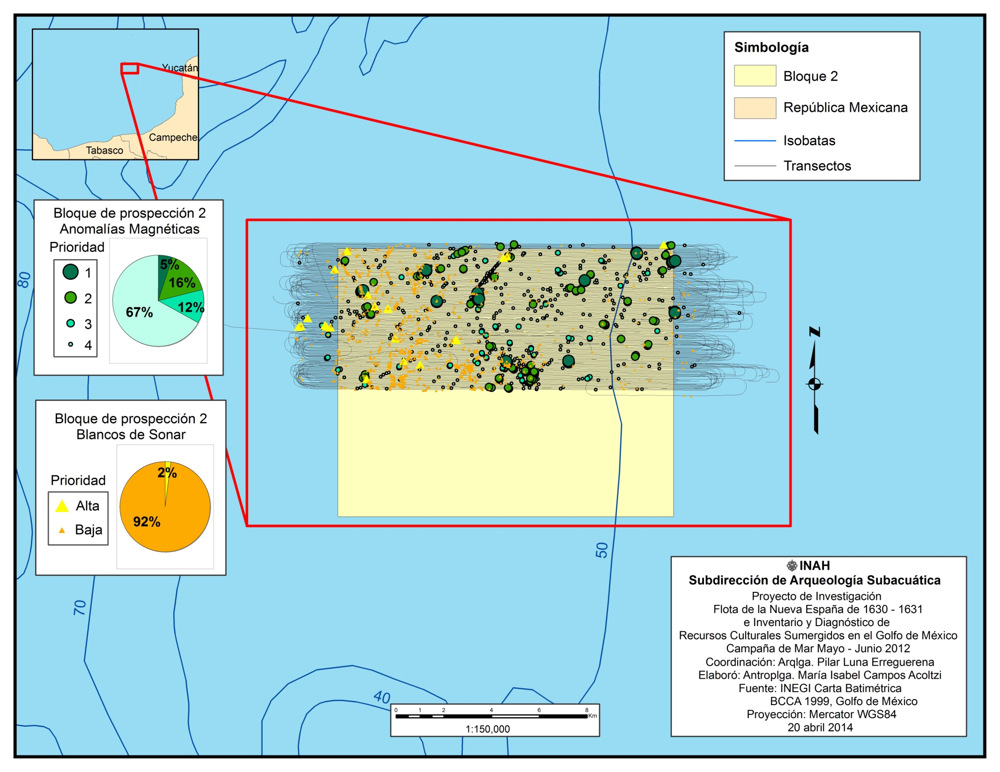 Yucatán
Campeche
Tabasco
Simbología
Bloque 2
República Mexicana
Isobatas
Transectos
Bloque de prospección 2
Anomalías Magnéticas
Prioridad
1
2
3
4
5%
16%
12%
67%
80
Bloque de prospección 2
Blancos de Sonar
Prioridad
Alta
Baja
2%
92%
70
50
40
N
0 1 2 4 6 8
Km
1:150,000
INAH
Subdirección de Arqueología Subacuática
Proyecto de Investigación
Flota de la Nueva España de 1630 - 1631
e Inventario y Diagnóstico de
Recursos Culturales Sumergidos en el Golfo de México
Campaña de Mar Mayo - Junio 2012
Coordinación: Arqlga. Pilar Luna Erreguerena
Elaboró: Antroplga. María Isabel Campos Acoltzi
Fuente: INEGI Carta Batimétrica
BCCA 1999, Golfo de México
Proyección: Mercator WGS84
20 abril 2014